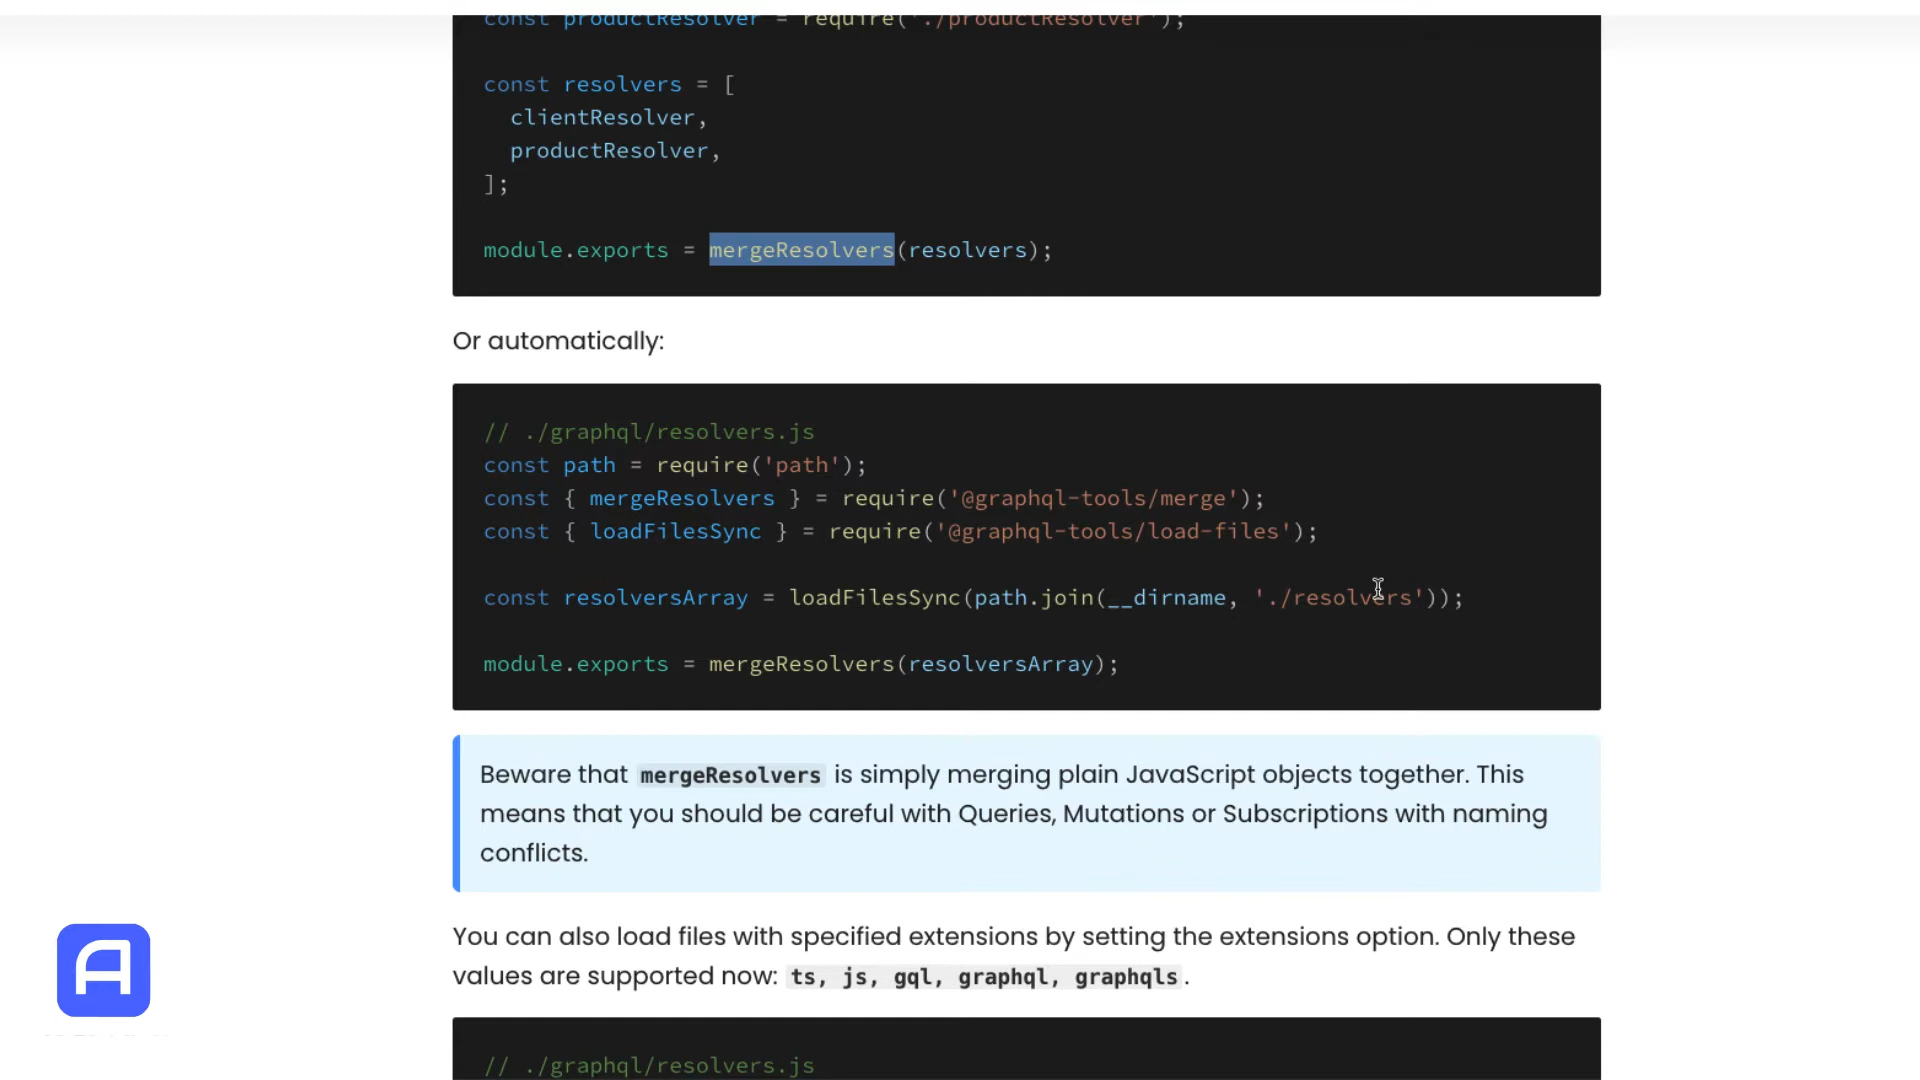 const productResolver = require('./productResolver');
const resolvers = [
clientResolver,
productResolver,
];
module.exports = mergeResolvers(resolvers);
Or automatically:
// ./graphql/resolvers.js
const path = require('path');
const { mergeResolvers } = require('@graphql-tools/merge');
const { loadFilesSync } = require('@graphql-tools/load-files');
const resolversArray = loadFilesSync(path.join(__dirname, './resolvers'));
module.exports = mergeResolvers(resolversArray);
Beware that mergeResolvers is simply merging plain JavaScript objects together. This
means that you should be careful with Queries, Mutations or Subscriptions with naming
conflicts.
You can also load files with specified extensions by setting the extensions option. Only these
values are supported now: ts, js, gql, graphql, graphqls.
// ./graphql/resolvers.js